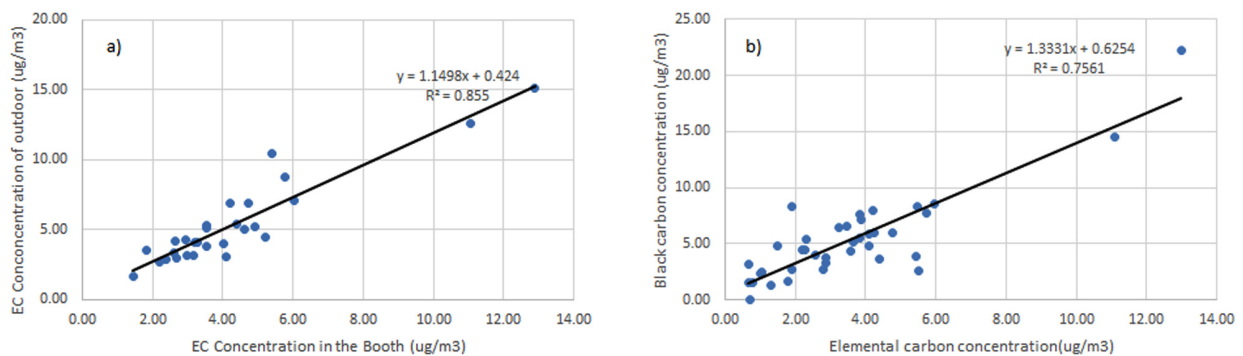 a)
y = 1.1498x + 0.424
R² = 0.855
EC Concentration of outdoor (ug/m3)
20.00
15.00
10.00
5.00
0.00
0.00 2.00 4.00 6.00 8.00 10.00 12.00 14.00
EC Concentration in the Booth (ug/m3)
b)
y = 1.3331x + 0.6254
R² = 0.7561
Black carbon concentration (ug/m3)
25.00
20.00
15.00
10.00
5.00
0.00
0.00 2.00 4.00 6.00 8.00 10.00 12.00 14.00
Elemental carbon concentration(ug/m3)